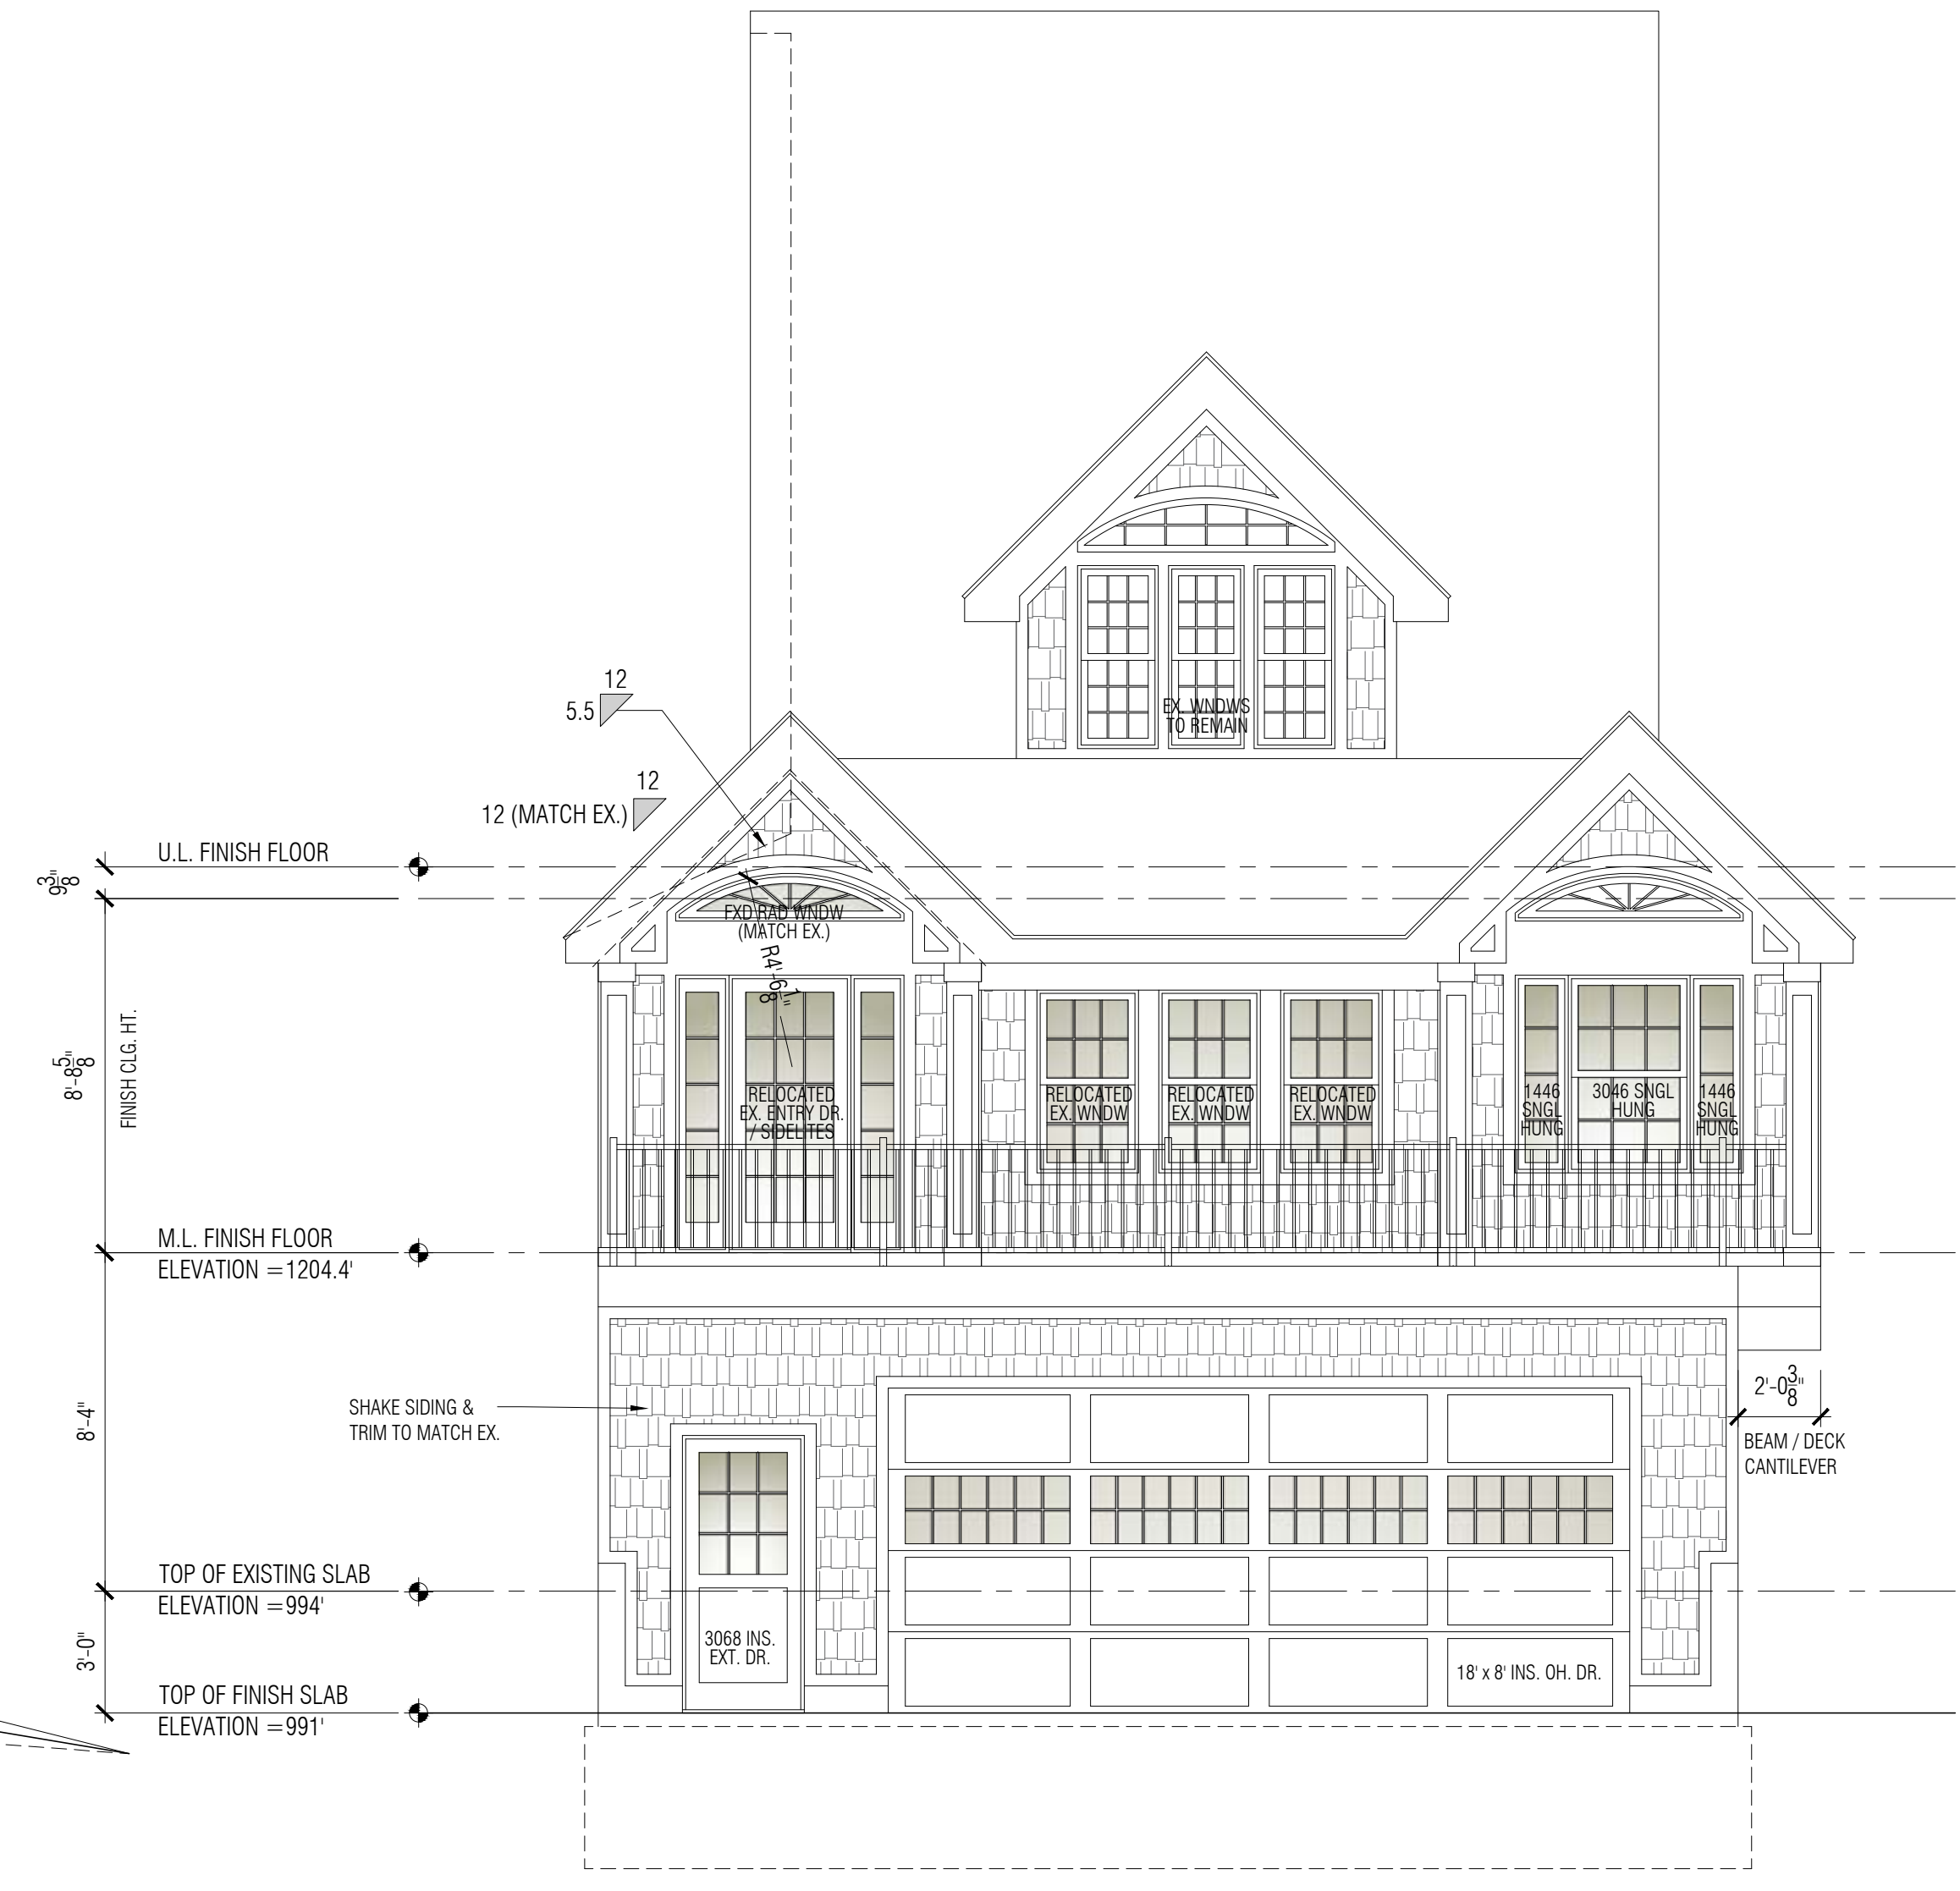 EX. WNDWS
TO REMAIN
12
5.5
12
12 (MATCH EX.)
U.L. FINISH FLOOR
9 3/8"
FXD RAD WNDW
(MATCH EX.)
R4'-6 1/8"
8'-8 5/8"
FINISH CLG. HT.
RELOCATED
EX. ENTRY DR.
/ SIDELITES
RELOCATED
EX. WNDW
RELOCATED
EX. WNDW
RELOCATED
EX. WNDW
1446
SNGL
HUNG
3046 SNGL
HUNG
1446
SNGL
HUNG
M.L. FINISH FLOOR
ELEVATION =1204.4'
8'-4"
SHAKE SIDING &
TRIM TO MATCH EX.
2'-0 3/8"
BEAM / DECK
CANTILEVER
TOP OF EXISTING SLAB
ELEVATION =994'
3'-0"
3068 INS.
EXT. DR.
18' x 8' INS. OH. DR.
TOP OF FINISH SLAB
ELEVATION =991'